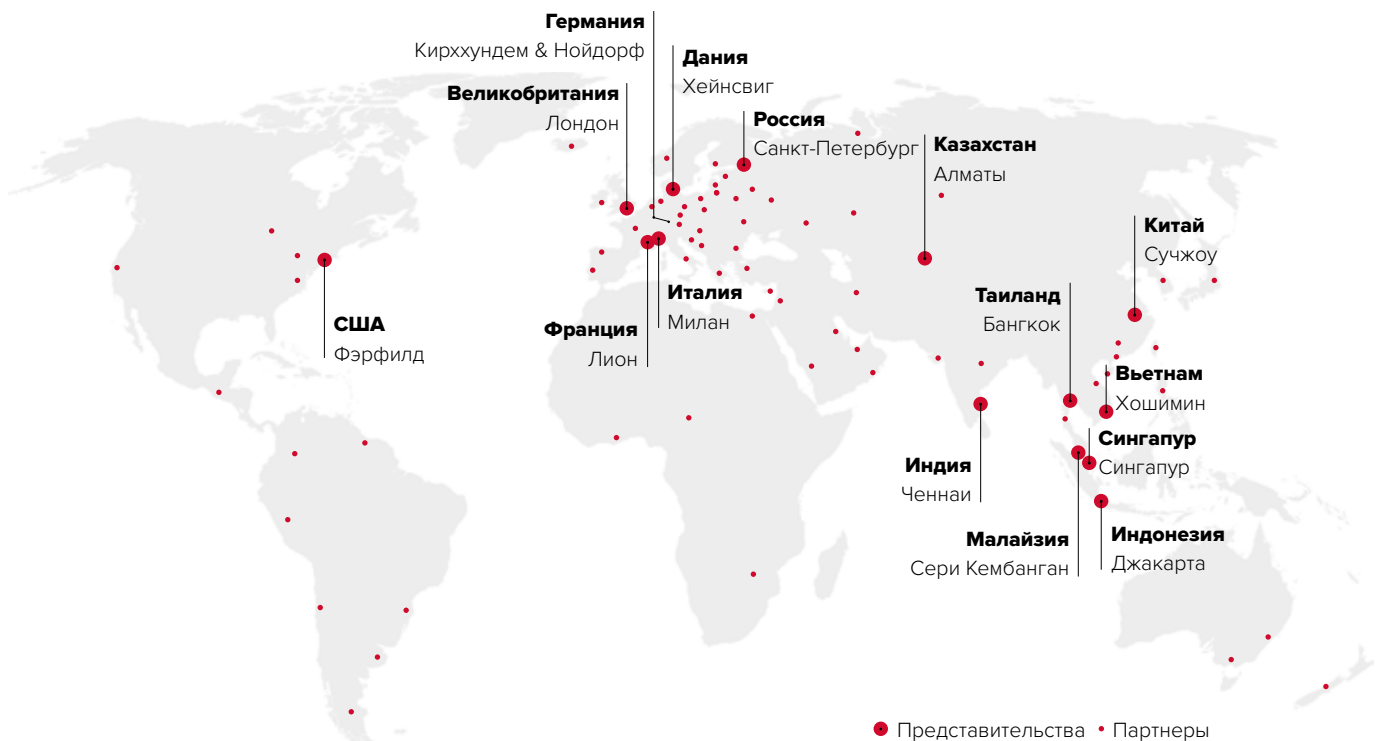 Германия
Кирххундем & Нойдорф
Дания
Хейнсвиг
Великобритания
Лондон
Россия
Санкт-Петербург
Казахстан
Алматы
Китай
Сучжоу
Италия
Милан
Таиланд
Бангкок
США
Фэрфилд
Франция
Лион
Вьетнам
Хошимин
Сингапур
Сингапур
Индия
Ченнаи
Малайзия
Сери Кембанган
Индонезия
Джакарта
Представительства
Партнеры